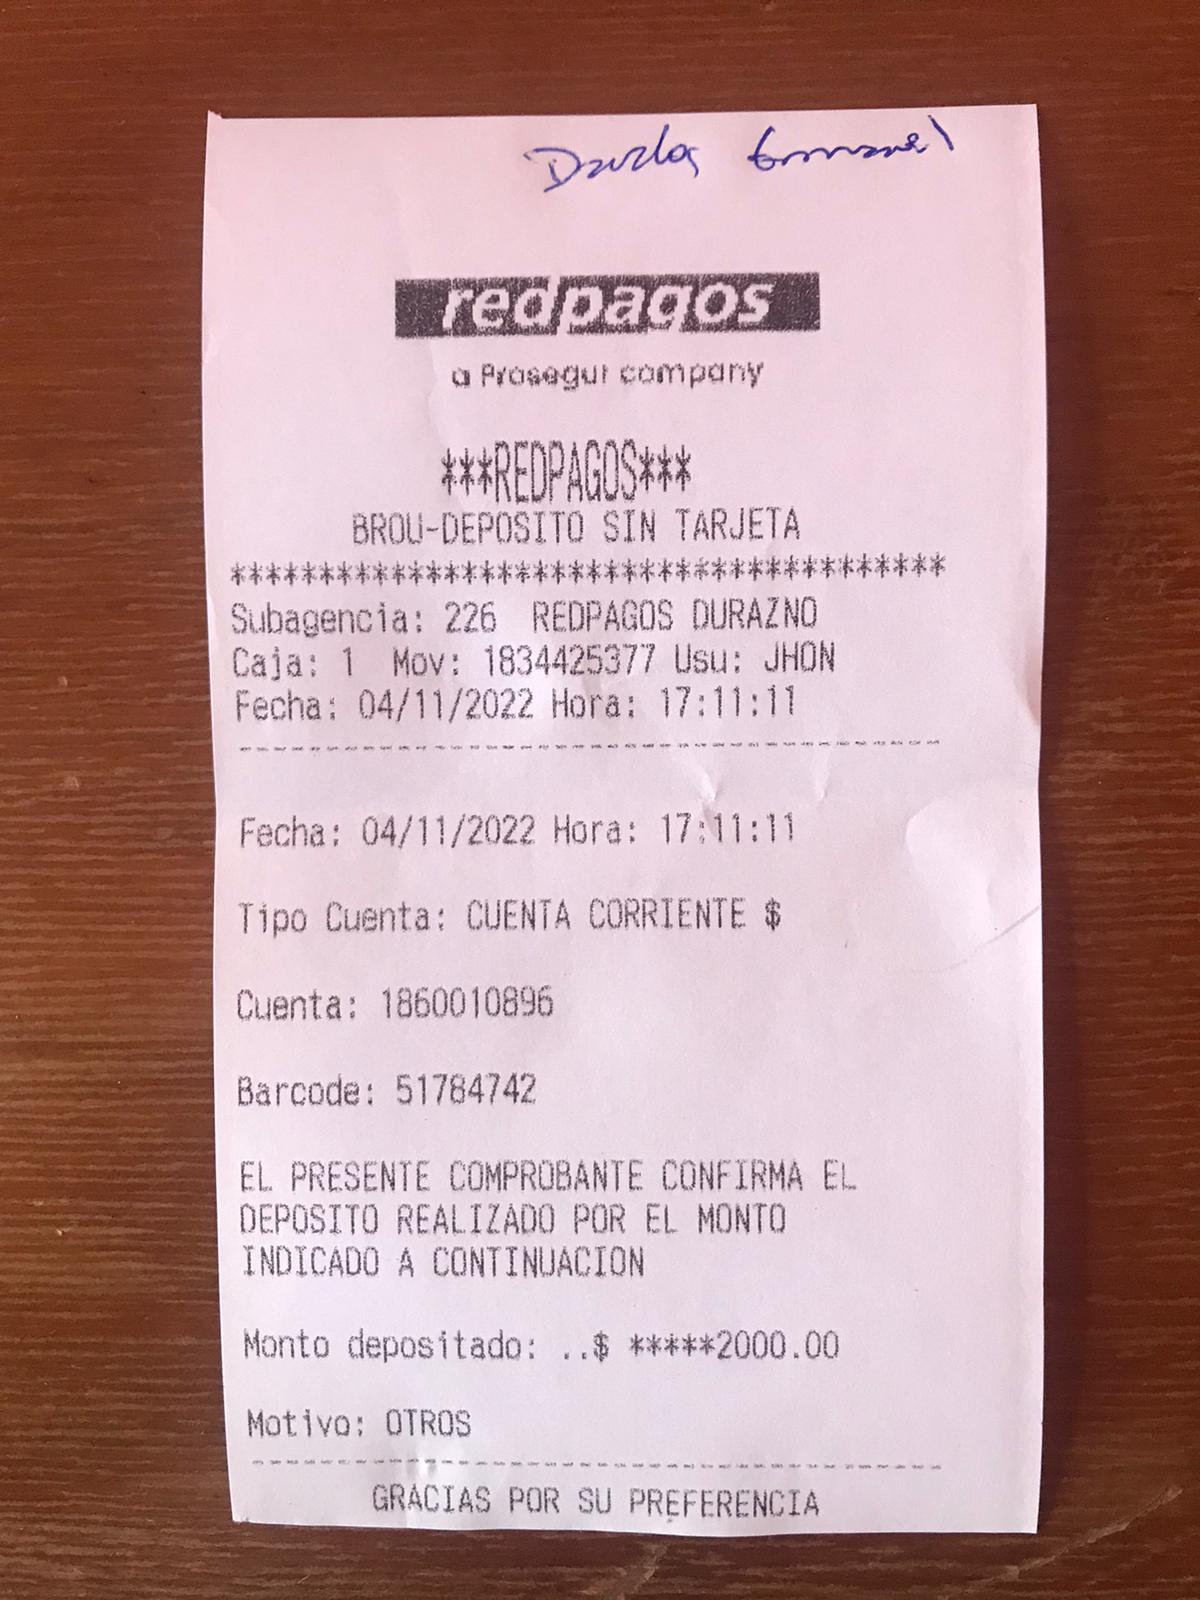 redpagos
a Prosegur company
***REDPAGOS***
BROU-DEPOSITO SIN TARJETA
****************************************
Subagencia: 226 REDPAGOS DURAZNO
Caja: 1 Mov: 1834425377 Usu: JHON
Fecha: 04/11/2022 Hora: 17:11:11
----------------------------------------
Fecha: 04/11/2022 Hora: 17:11:11
Tipo Cuenta: CUENTA CORRIENTE $
Cuenta: 1860010896
Barcode: 51784742
EL PRESENTE COMPROBANTE CONFIRMA EL
DEPOSITO REALIZADO POR EL MONTO
INDICADO A CONTINUACION
Monto depositado: ..$ *****2000.00
Motivo: OTROS
----------------------------------------
GRACIAS POR SU PREFERENCIA